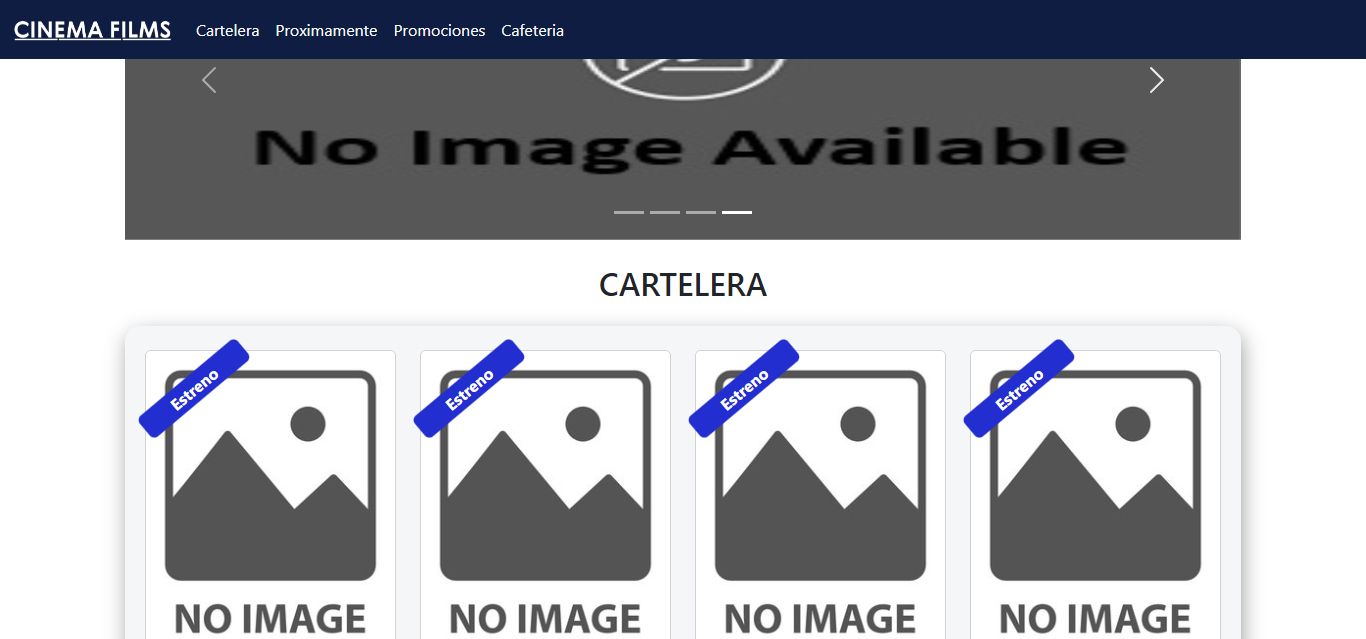 CINEMA FILMS Cartelera Proximamente Promociones Cafeteria
No Image Available
CARTELERA
Estreno Estreno Estreno Estreno
NO IMAGE NO IMAGE NO IMAGE NO IMAGE